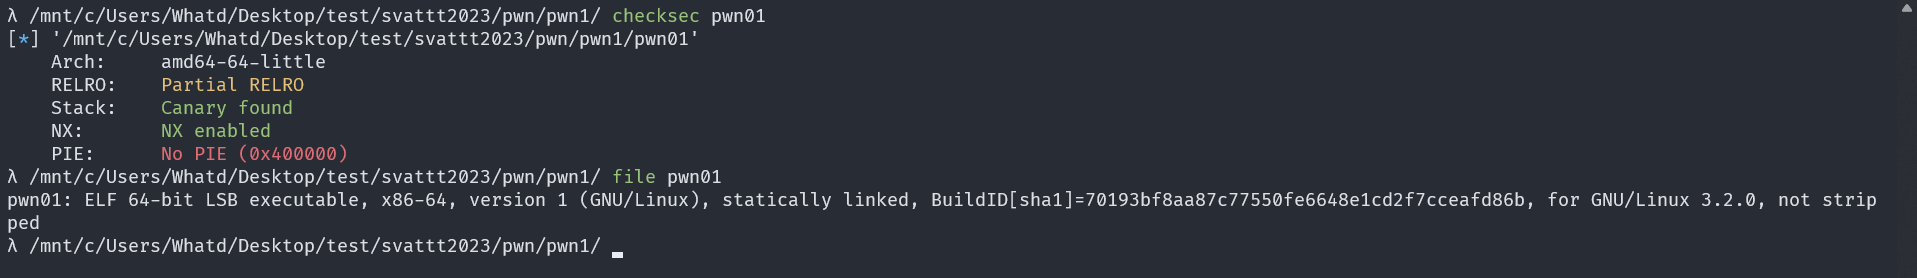 λ /mnt/c/Users/Whatd/Desktop/test/svattt2023/pwn/pwn1/ checksec pwn01
[*] '/mnt/c/Users/Whatd/Desktop/test/svattt2023/pwn/pwn1/pwn01'
    Arch:     amd64-64-little
    RELRO:    Partial RELRO
    Stack:    Canary found
    NX:       NX enabled
    PIE:      No PIE (0x400000)
λ /mnt/c/Users/Whatd/Desktop/test/svattt2023/pwn/pwn1/ file pwn01
pwn01: ELF 64-bit LSB executable, x86-64, version 1 (GNU/Linux), statically linked, BuildID[sha1]=70193bf8aa87c77550fe6648e1cd2f7cceafd86b, for GNU/Linux 3.2.0, not strip
ped
λ /mnt/c/Users/Whatd/Desktop/test/svattt2023/pwn/pwn1/